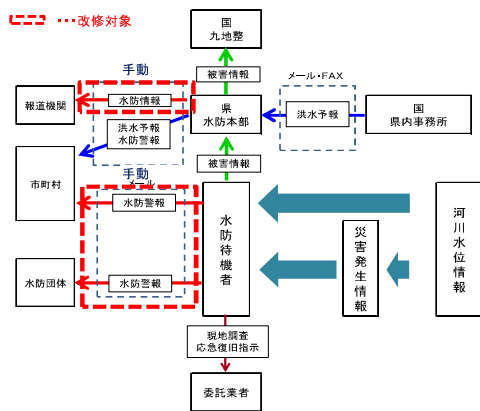 ･･･改修対象
国
九地整
手動
被害情報
メール・FAX
報道機関
水防情報
県
水防本部
洪水予報
国
県内事務所
洪水予報
水防警報
市町村
被害情報
手動
メール
水防警報
水防待機者
災害発生情報
河川水位情報
水防団体
水防警報
現地調査
応急復旧指示
委託業者